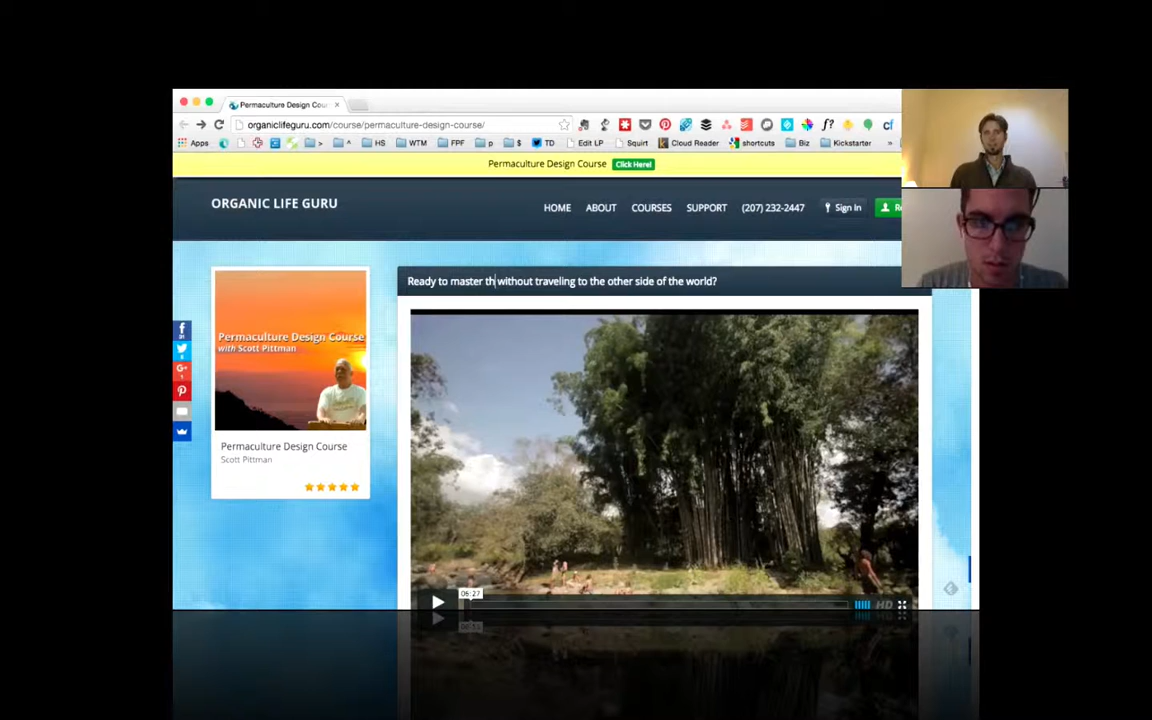 Permaculture Design Cou
organiclifeguru.com/course/permaculture-design-course/
Apps > ^ HS WTM FPF p $ TD Edit LP Squirt Cloud Reader shortcuts Biz Kickstarter »
Permaculture Design Course Click Here!
ORGANIC LIFE GURU
HOME ABOUT COURSES SUPPORT (207) 232-2447 Sign In Re
Ready to master th without traveling to the other side of the world?
Permaculture Design Course
with Scott Pittman
Permaculture Design Course
Scott Pittman
06:27
HD